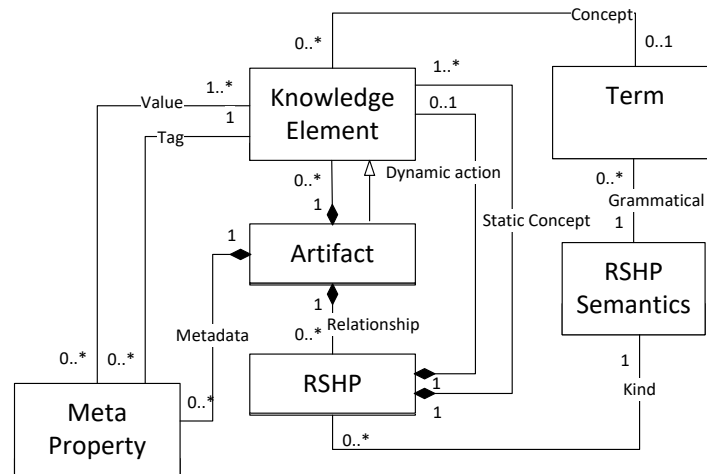 Concept
0..*
0..1
1..*
1..*
Knowledge
Element
Term
Value
1
0..1
Tag
Dynamic action
0..*
0..*
Grammatical
1
1
Static Concept
1
Artifact
RSHP
Semantics
1
Metadata
Relationship
0..*
0..*
0..*
1
RSHP
1
Kind
0..*
1
Meta
Property
0..*